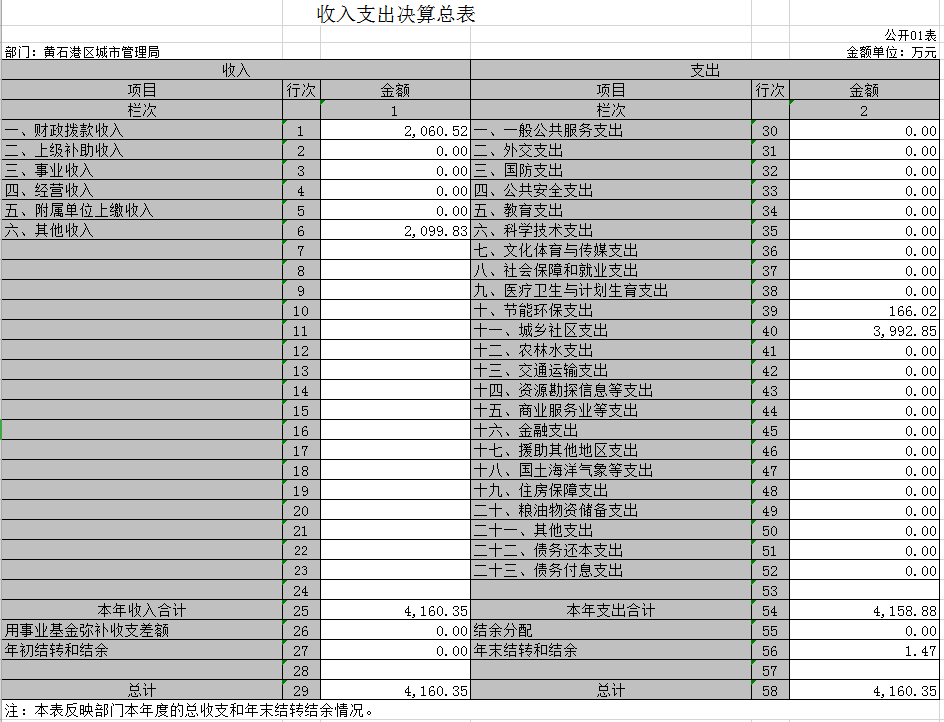 收入支出决算总表
公开01表
部门：黄石港区城市管理局 金额单位：万元
收入 支出
项目 行次 金额 项目 行次 金额
栏次 1 栏次 2
一、财政拨款收入 1 2,060.52 一、一般公共服务支出 30 0.00
二、上级补助收入 2 0.00 二、外交支出 31 0.00
三、事业收入 3 0.00 三、国防支出 32 0.00
四、经营收入 4 0.00 四、公共安全支出 33 0.00
五、附属单位上缴收入 5 0.00 五、教育支出 34 0.00
六、其他收入 6 2,099.83 六、科学技术支出 35 0.00
7 七、文化体育与传媒支出 36 0.00
8 八、社会保障和就业支出 37 0.00
9 九、医疗卫生与计划生育支出 38 0.00
10 十、节能环保支出 39 166.02
11 十一、城乡社区支出 40 3,992.85
12 十二、农林水支出 41 0.00
13 十三、交通运输支出 42 0.00
14 十四、资源勘探信息等支出 43 0.00
15 十五、商业服务业等支出 44 0.00
16 十六、金融支出 45 0.00
17 十七、援助其他地区支出 46 0.00
18 十八、国土海洋气象等支出 47 0.00
19 十九、住房保障支出 48 0.00
20 二十、粮油物资储备支出 49 0.00
21 二十一、其他支出 50 0.00
22 二十二、债务还本支出 51 0.00
23 二十三、债务付息支出 52 0.00
24 53
本年收入合计 25 4,160.35 本年支出合计 54 4,158.88
用事业基金弥补收支差额 26 0.00 结余分配 55 0.00
年初结转和结余 27 0.00 年末结转和结余 56 1.47
28 57
总计 29 4,160.35 总计 58 4,160.35
注：本表反映部门本年度的总收支和年末结转结余情况。